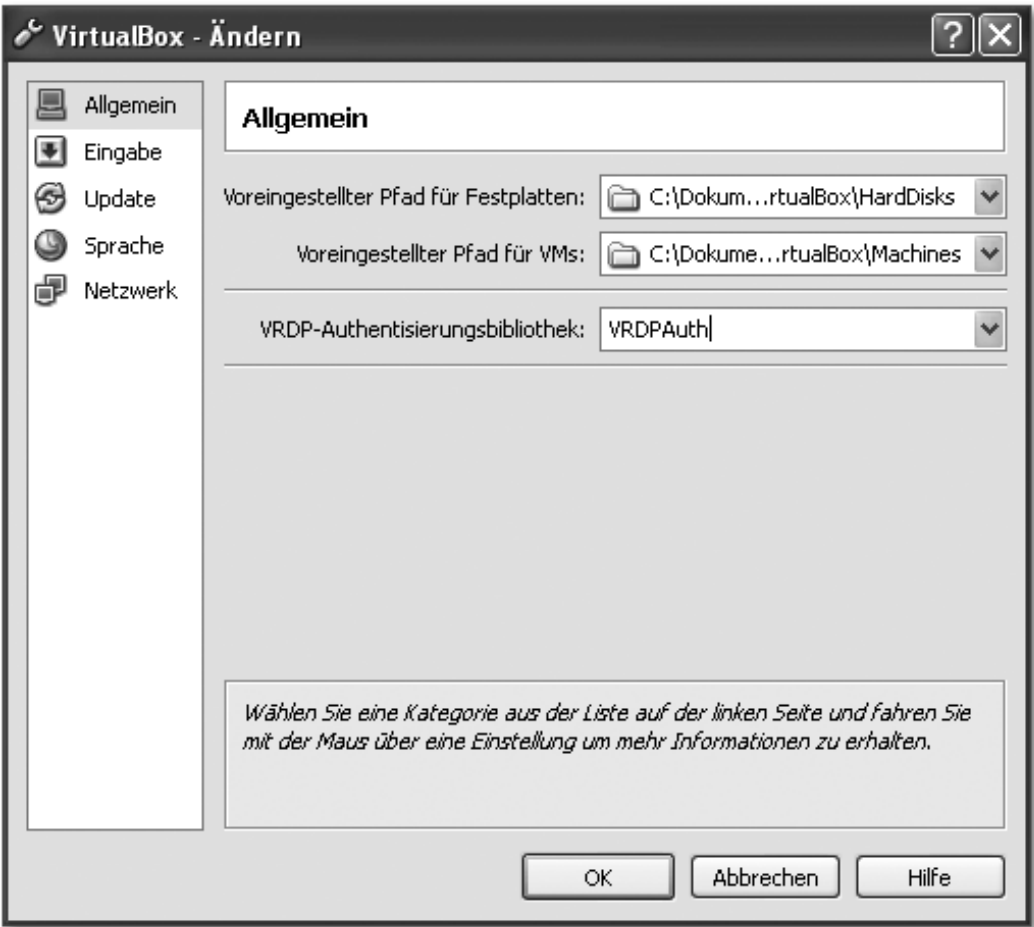 VirtualBox - Ändern
Allgemein
Eingabe
Update
Sprache
Netzwerk
Allgemein
Voreingestellter Pfad für Festplatten: C:\Dokum...rtualBox\HardDisks
Voreingestellter Pfad für VMs: C:\Dokume...rtualBox\Machines
VRDP-Authentisierungsbibliothek: VRDPAuth
Wählen Sie eine Kategorie aus der Liste auf der linken Seite und fahren Sie
mit der Maus über eine Einstellung um mehr Informationen zu erhalten.
OK Abbrechen Hilfe